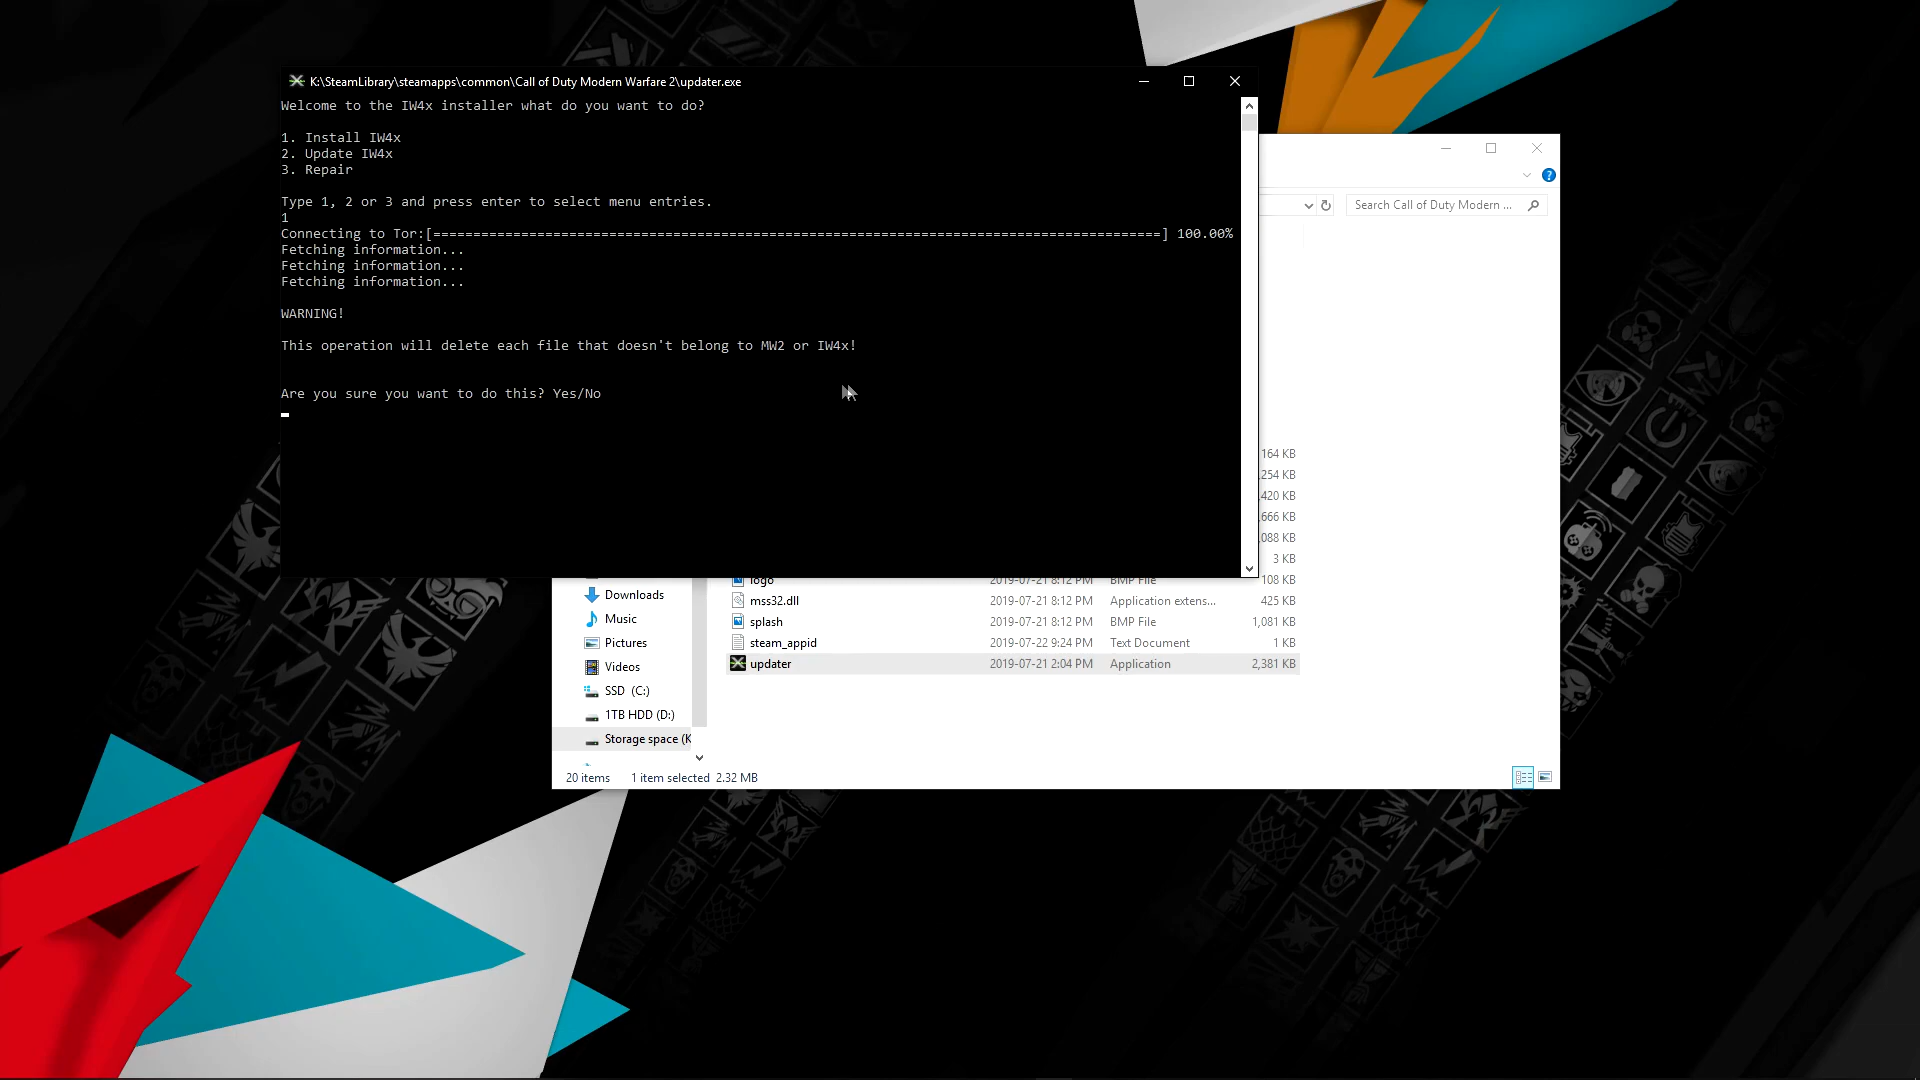 K:\SteamLibrary\steamapps\common\Call of Duty Modern Warfare 2\updater.exe
Welcome to the IW4x installer what do you want to do?
1. Install IW4x
2. Update IW4x
3. Repair
Type 1, 2 or 3 and press enter to select menu entries.
1
Connecting to Tor:[===========================================================================================] 100.00%
Fetching information...
Fetching information...
Fetching information...
WARNING!
This operation will delete each file that doesn't belong to MW2 or IW4x!
Are you sure you want to do this? Yes/No
?
Search Call of Duty Modern ...
164 KB
254 KB
420 KB
666 KB
088 KB
3 KB
logo 2019-07-21 8:12 PM BMP File 108 KB
Downloads
mss32.dll 2019-07-21 8:12 PM Application extens... 425 KB
Music
splash 2019-07-21 8:12 PM BMP File 1,081 KB
Pictures
steam_appid 2019-07-22 9:24 PM Text Document 1 KB
Videos
updater 2019-07-21 2:04 PM Application 2,381 KB
SSD (C:)
1TB HDD (D:)
Storage space (K
20 items 1 item selected 2.32 MB